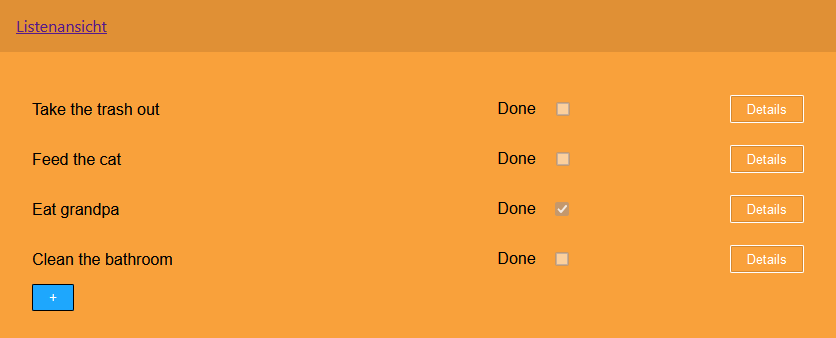 Listenansicht
Take the trash out Done Details
Feed the cat Done Details
Eat grandpa Done Details
Clean the bathroom Done Details
+